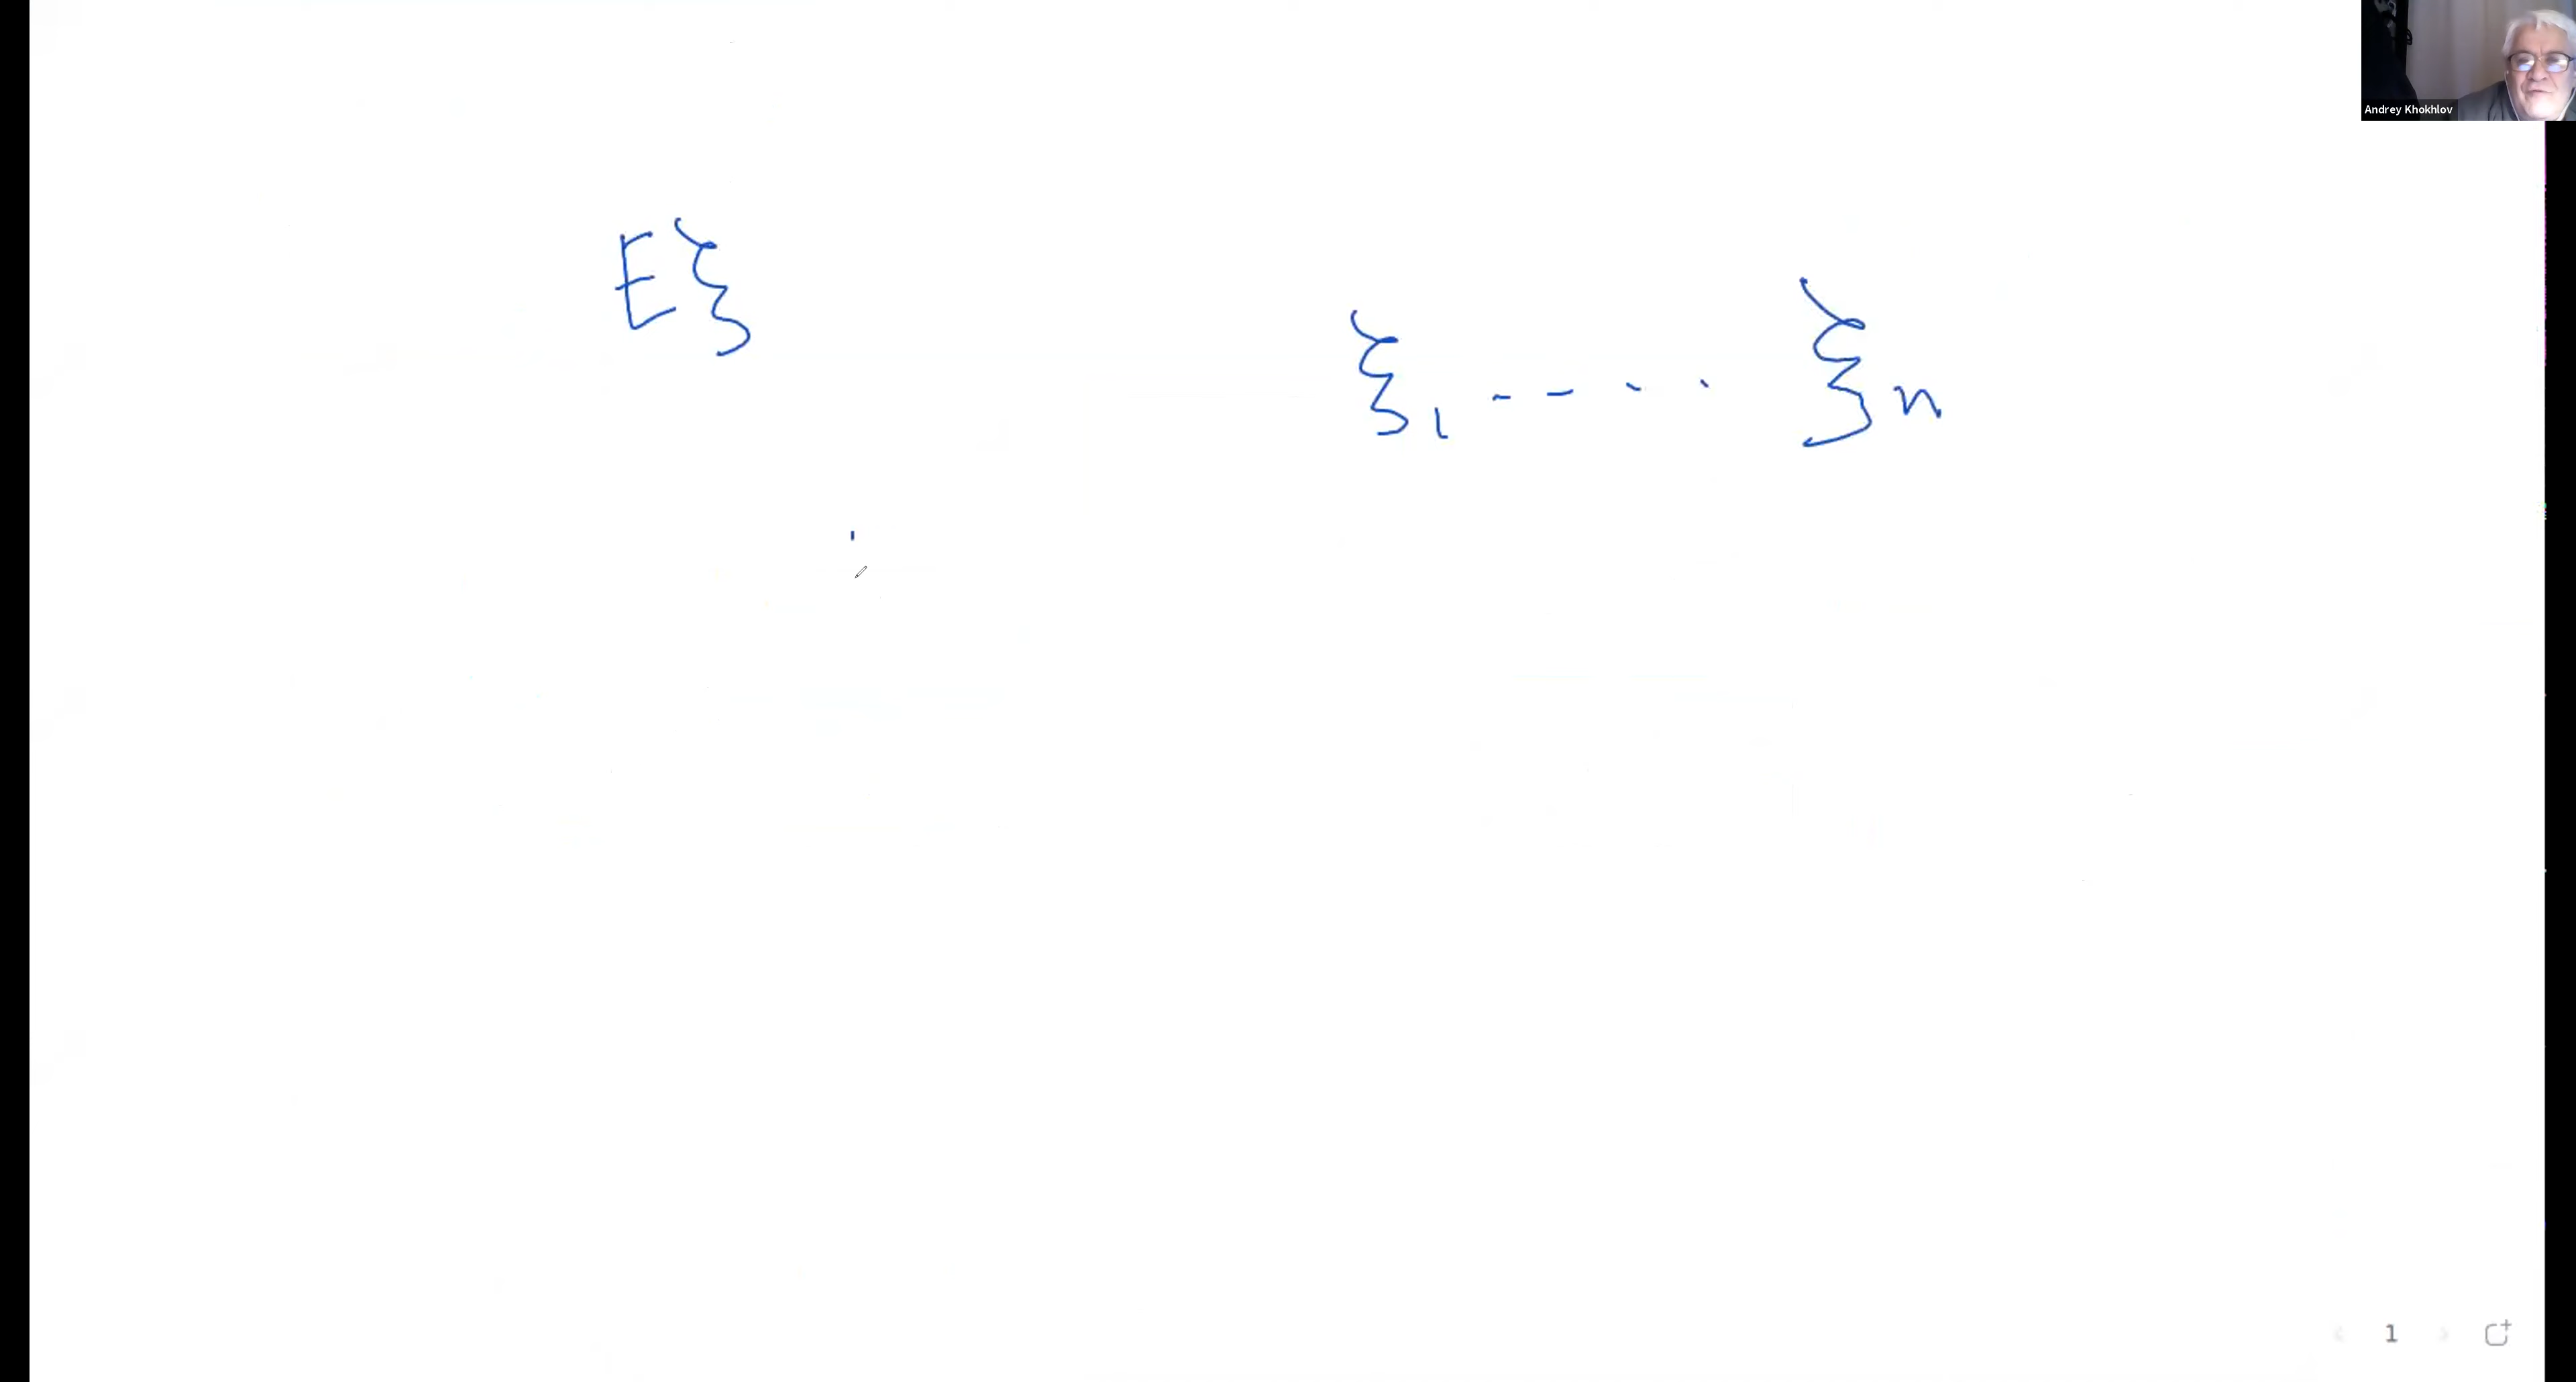 Andrey Khokhlov
Eξ
ξ₁ - - · · ξₙ
1